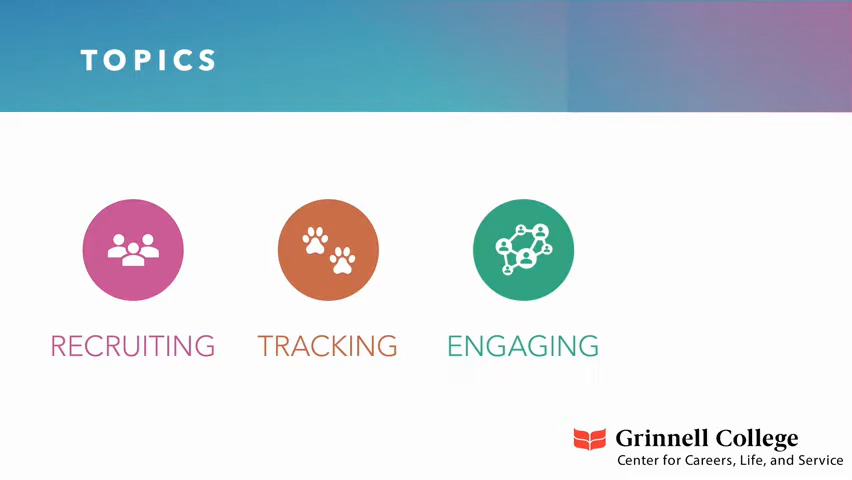 TOPICS
RECRUITING TRACKING ENGAGING
Grinnell College
Center for Careers, Life, and Service